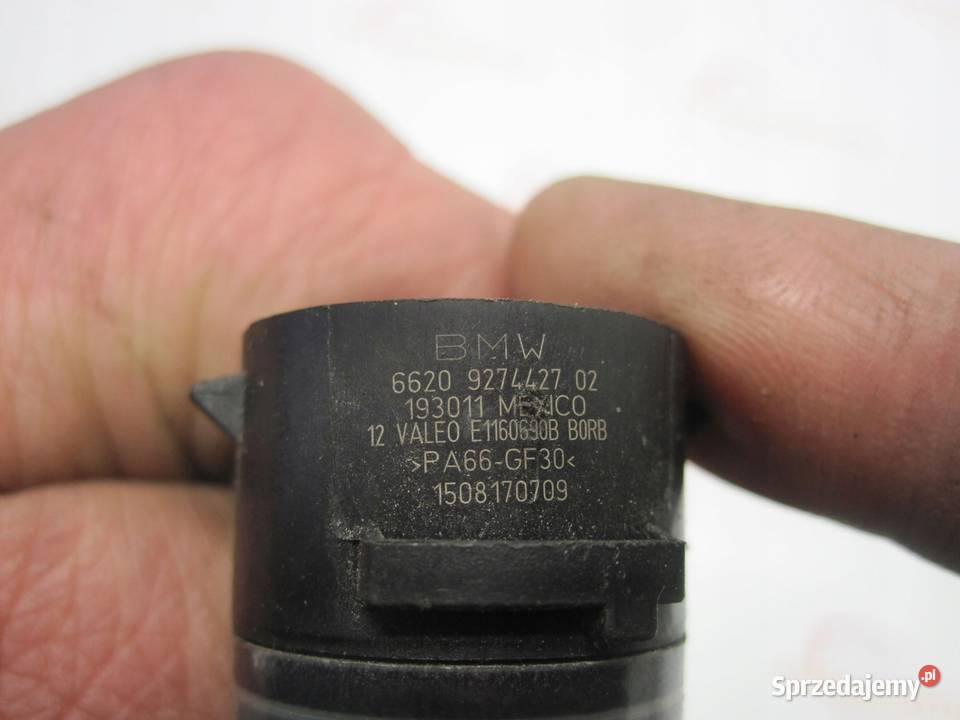 BMW
6620 9274427 02
193011 MEXICO
12 VALEO E1160690B B0RB
>PA66-GF30<
1508170709
Sprzedajemy.pl